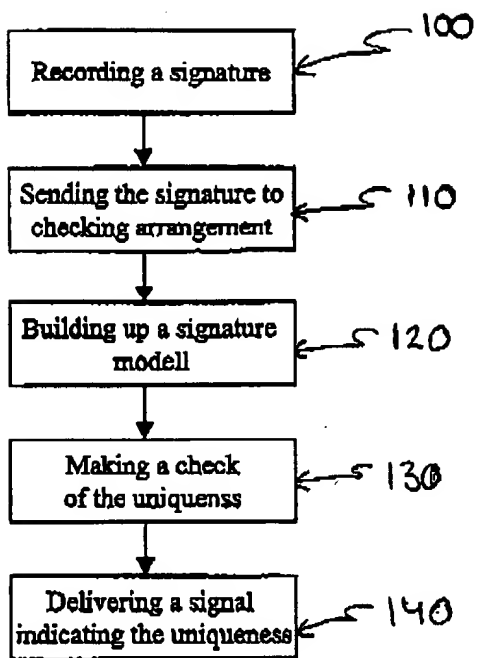 100
Recording a signature
Sending the signature to
checking arrangement
110
Building up a signature
modell
120
Making a check
of the uniquenss
130
Delivering a signal
indicating the uniqueness
140